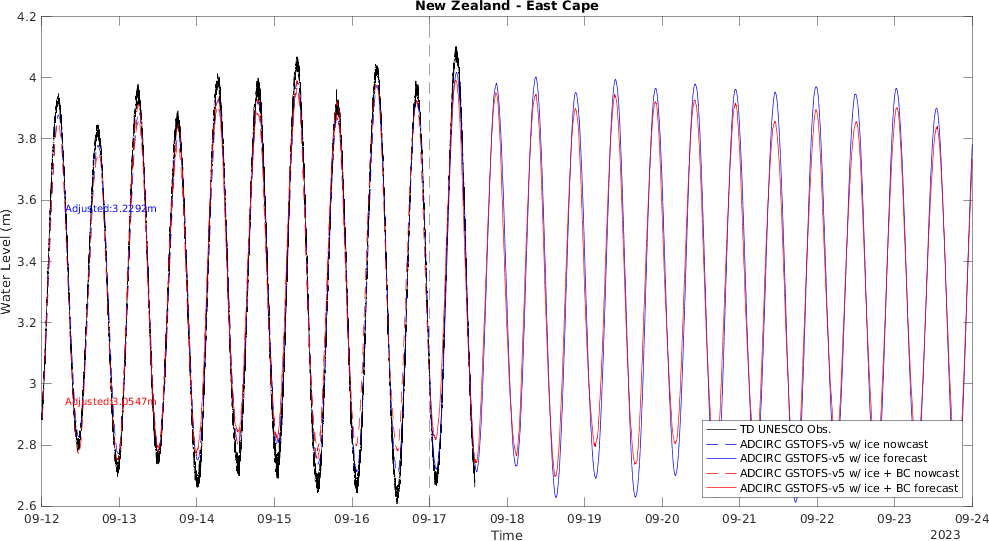 New Zealand - East Cape
4.2
4
3.8
3.6
3.4
3.2
3
2.8
2.6
Water Level (m)
Adjusted:3.2292m
Adjusted:3.0547m
TD UNESCO Obs.
ADCIRC GSTOFS-v5 w/ ice nowcast
ADCIRC GSTOFS-v5 w/ ice forecast
ADCIRC GSTOFS-v5 w/ ice + BC nowcast
ADCIRC GSTOFS-v5 w/ ice + BC forecast
09-12 09-13 09-14 09-15 09-16 09-17 09-18 09-19 09-20 09-21 09-22 09-23 09-24
Time
2023